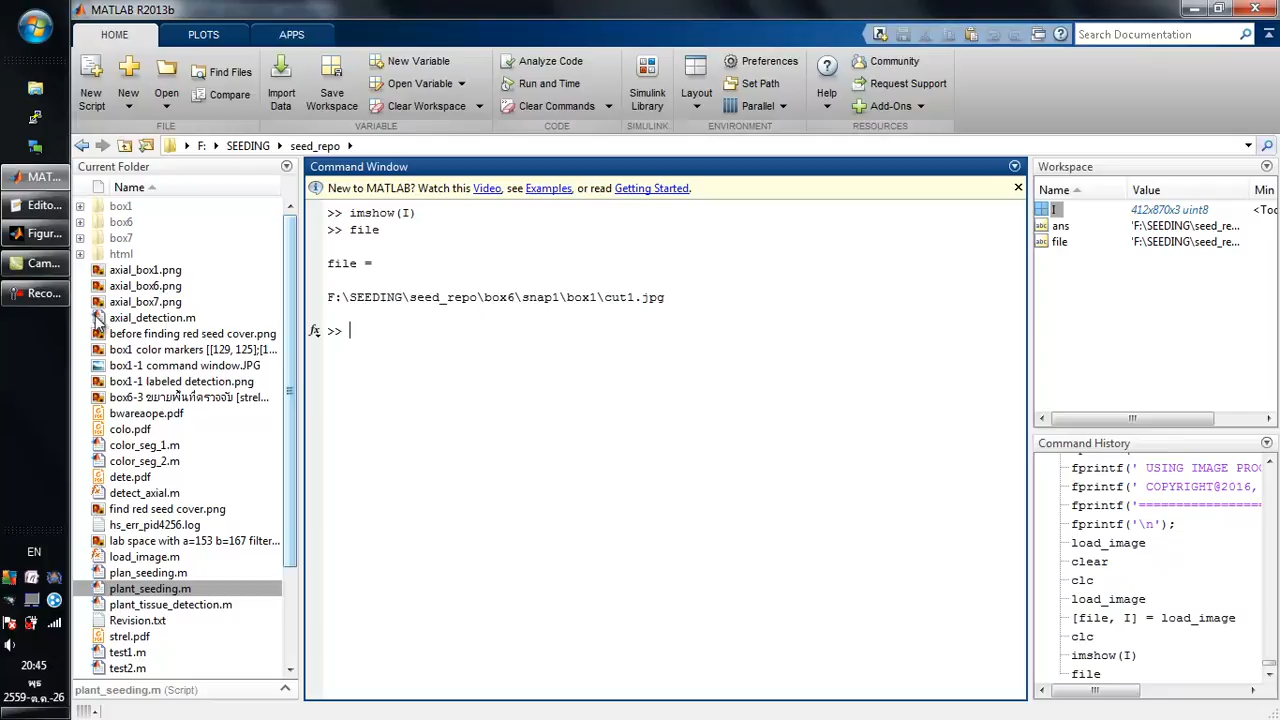 MATLAB R2013b
HOME
PLOTS
APPS
Search Documentation
New Script
New
Open
Find Files
Compare
FILE
Import Data
Save Workspace
New Variable
Open Variable
Clear Workspace
VARIABLE
Analyze Code
Run and Time
Clear Commands
CODE
Simulink Library
SIMULINK
Layout
Preferences
Set Path
Parallel
ENVIRONMENT
Help
Community
Request Support
Add-Ons
RESOURCES
F: SEEDING seed_repo
Current Folder
Name
box1
box6
box7
html
axial_box1.png
axial_box6.png
axial_box7.png
axial_detection.m
before finding red seed cover.png
box1 color markers [[129, 125];[1...
box1-1 command window.JPG
box1-1 labeled detection.png
box6-3 ขยายพื้นที่ตรวจจับ [strel...
bwareaope.pdf
colo.pdf
color_seg_1.m
color_seg_2.m
dete.pdf
detect_axial.m
find red seed cover.png
hs_err_pid4256.log
lab space with a=153 b=167 filter...
load_image.m
plan_seeding.m
plant_seeding.m
plant_tissue_detection.m
Revision.txt
strel.pdf
test1.m
test2.m
plant_seeding.m (Script)
Command Window
New to MATLAB? Watch this Video, see Examples, or read Getting Started.
>> imshow(I)
>> file
file =
F:\SEEDING\seed_repo\box6\snap1\box1\cut1.jpg
fx >>
Workspace
Name Value Min
I 412x870x3 uint8 <Too
ans 'F:\SEEDING\seed_re...
file 'F:\SEEDING\seed_re...
Command History
fprintf(' USING IMAGE PRO
fprintf(' COPYRIGHT@2016,
fprintf('==================
fprintf('\n');
load_image
clear
clc
load_image
[file, I] = load_image
clc
imshow(I)
file
MAT...
Edito...
Figur...
Cam...
Reco...
EN
20:45
พุธ
2559-ต.ค.-26